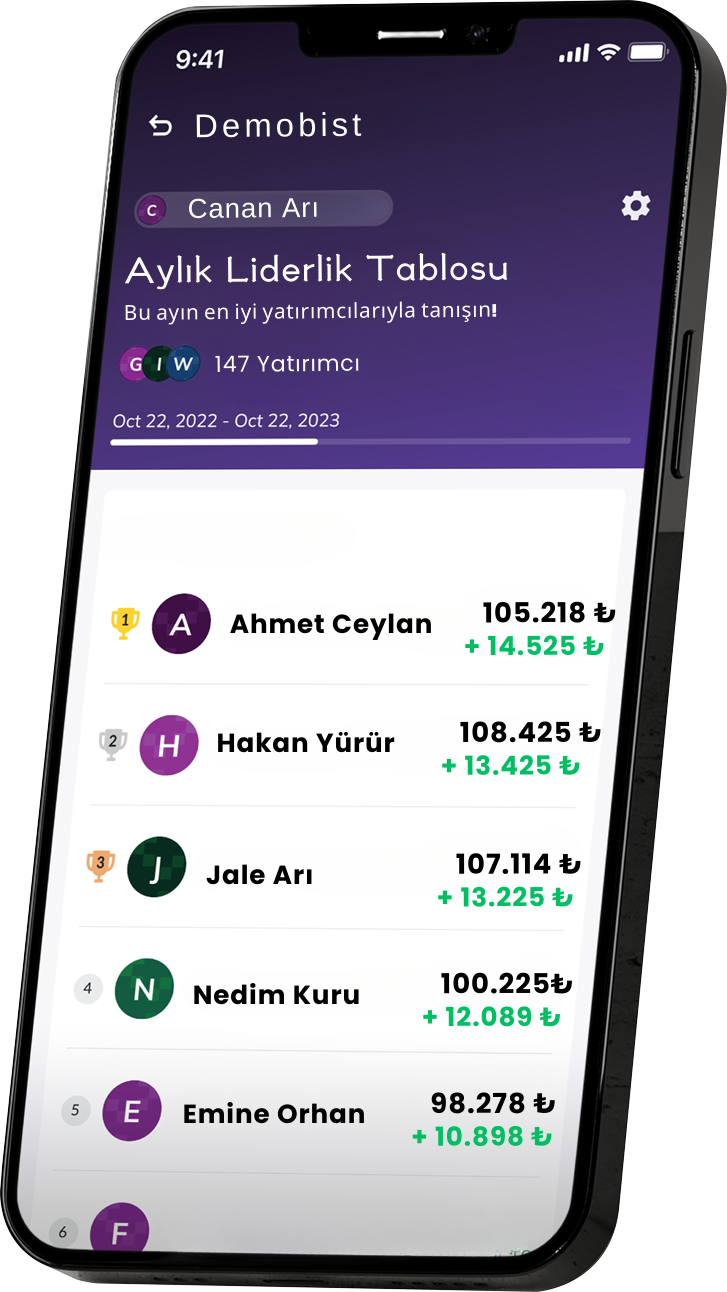 9:41
Demobist
C Canan Arı
Aylık Liderlik Tablosu
Bu ayın en iyi yatırımcılarıyla tanışın!
G I W 147 Yatırımcı
Oct 22, 2022 - Oct 22, 2023
1 A Ahmet Ceylan 105.218 ₺
+ 14.525 ₺
2 H Hakan Yürür 108.425 ₺
+ 13.425 ₺
3 J Jale Arı 107.114 ₺
+ 13.225 ₺
4 N Nedim Kuru 100.225₺
+ 12.089 ₺
5 E Emine Orhan 98.278 ₺
+ 10.898 ₺
6 F